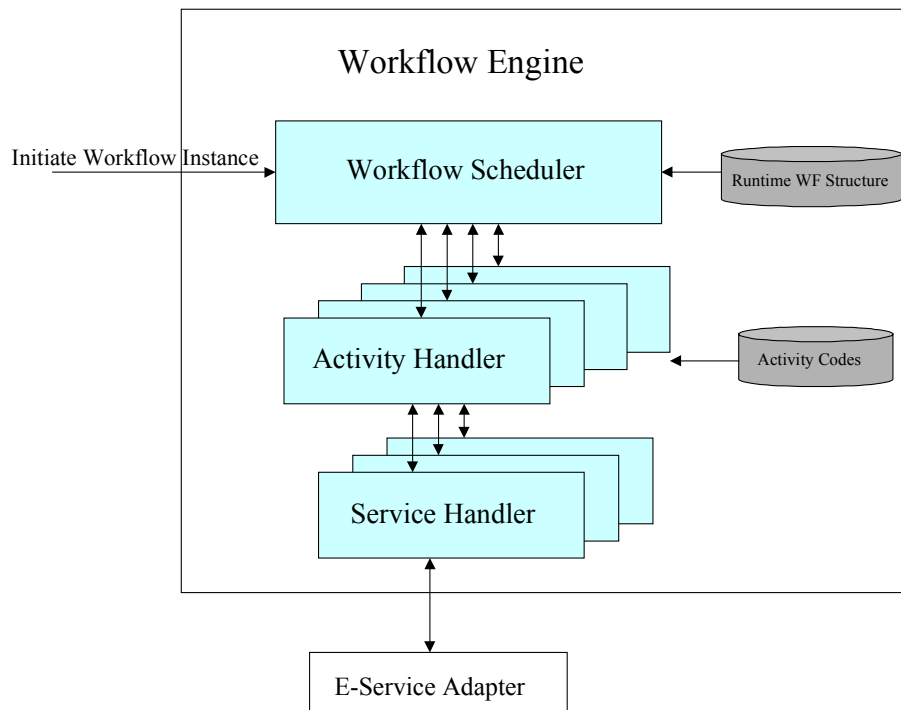 Workflow Engine
Initiate Workflow Instance
Workflow Scheduler
Runtime WF Structure
Activity Handler
Activity Codes
Service Handler
E-Service Adapter